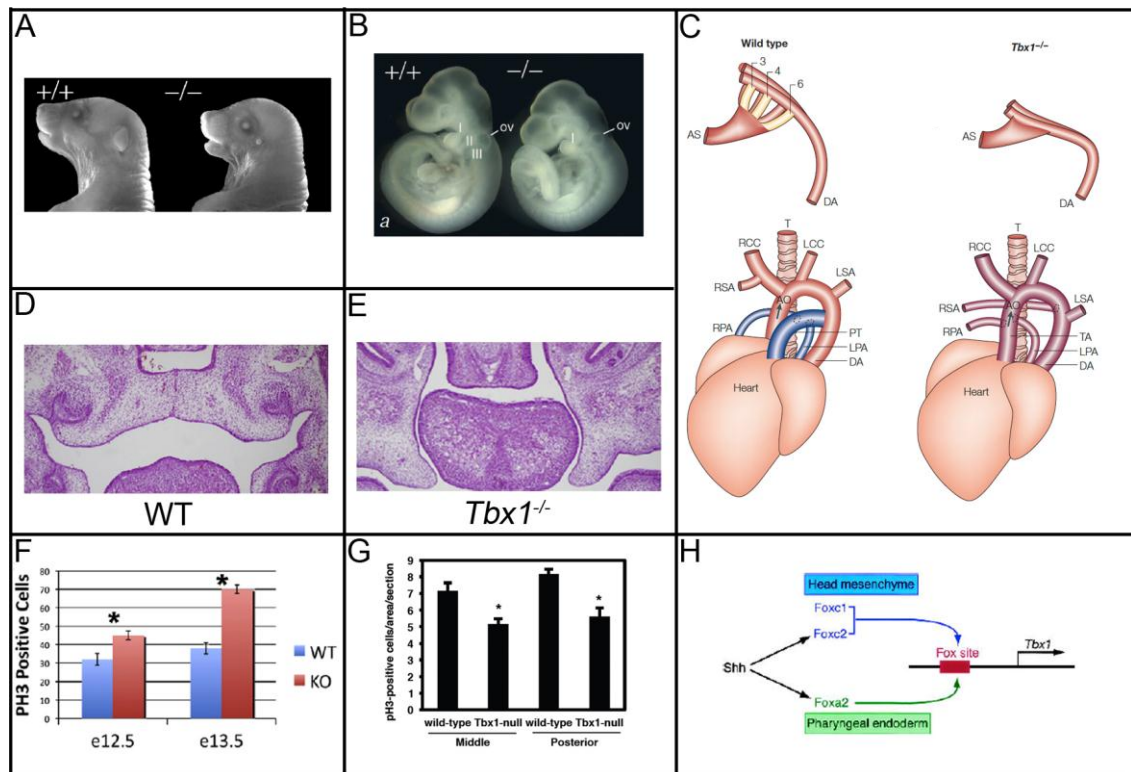 A
+/+ −/−
B
+/+ −/−
ov ov
I
II
III
I
a
C
Wild type Tbx1−/−
3
4
6
AS AS
DA DA
T T
RCC LCC RCC LCC
RSA LSA RSA LSA
AO AO
RPA PT RPA TA
LPA LPA
DA DA
Heart Heart
D
WT
E
Tbx1-/-
F
PH3 Positive Cells
80
70
60
50
40
30
20
10
0
* *
e12.5 e13.5
WT
KO
G
pH3-positive cells/area/section
9
8
7
6
5
4
3
2
1
0
* *
wild-type Tbx1-null wild-type Tbx1-null
Middle Posterior
H
Head mesenchyme
Foxc1
Foxc2
Shh
Fox site
Tbx1
Foxa2
Pharyngeal endoderm